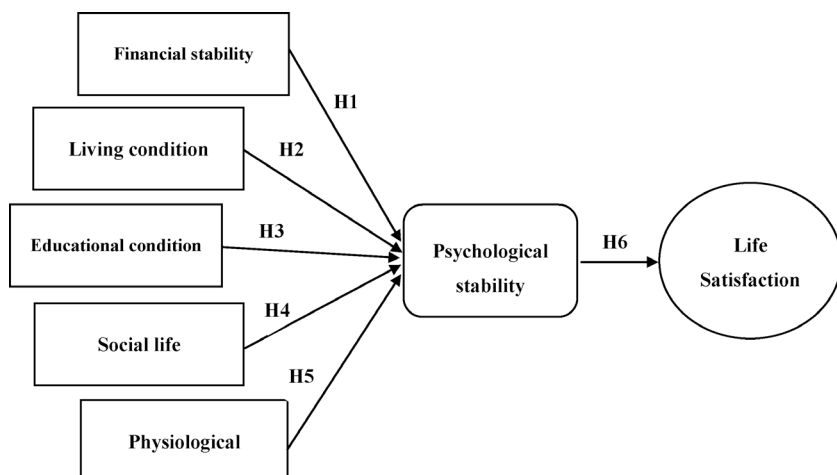 Financial stability
H1
Living condition
H2
Educational condition
H3
Psychological
stability
H6
Life
Satisfaction
Social life
H4
Physiological
H5